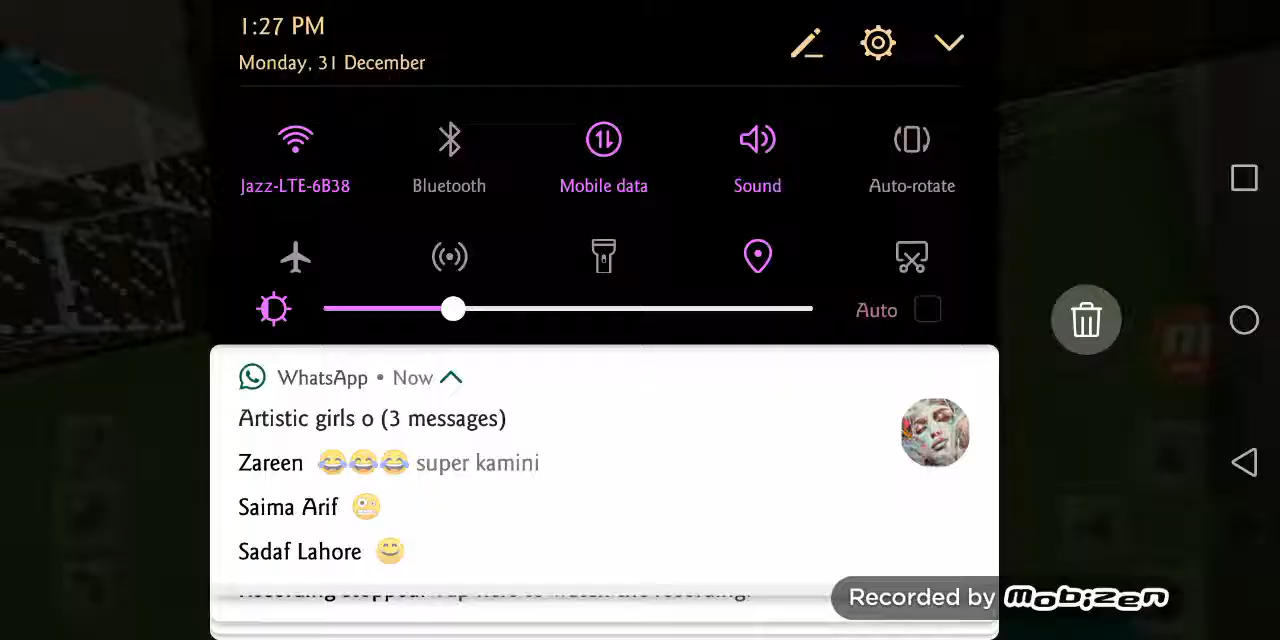 1:27 PM
Monday, 31 December
Jazz-LTE-6B38
Bluetooth
Mobile data
Sound
Auto-rotate
Auto
WhatsApp • Now
Artistic girls o (3 messages)
Zareen 😂😂😂 super kamini
Saima Arif 🤪
Sadaf Lahore 😄
Recorded by Mobizen